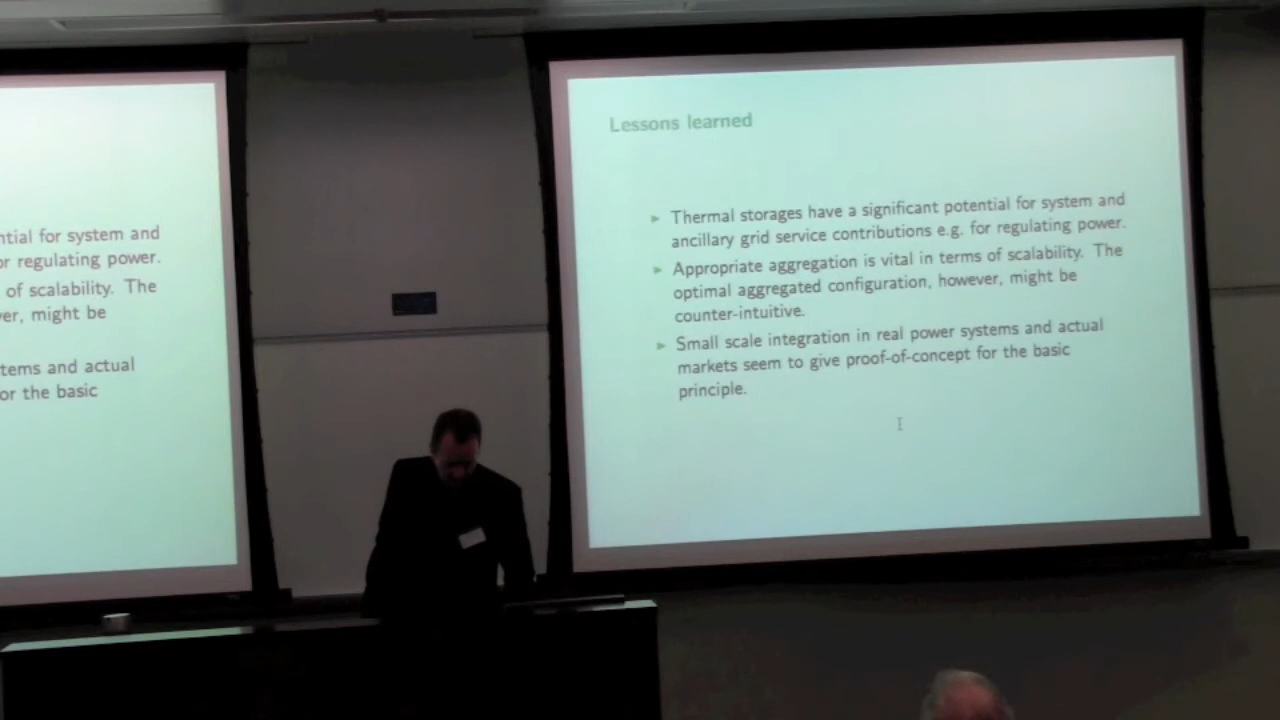 ntial for system and
or regulating power.
of scalability. The
ver, might be
tems and actual
or the basic
Lessons learned
Thermal storages have a significant potential for system and
ancillary grid service contributions e.g. for regulating power.
Appropriate aggregation is vital in terms of scalability. The
optimal aggregated configuration, however, might be
counter-intuitive.
Small scale integration in real power systems and actual
markets seem to give proof-of-concept for the basic
principle.